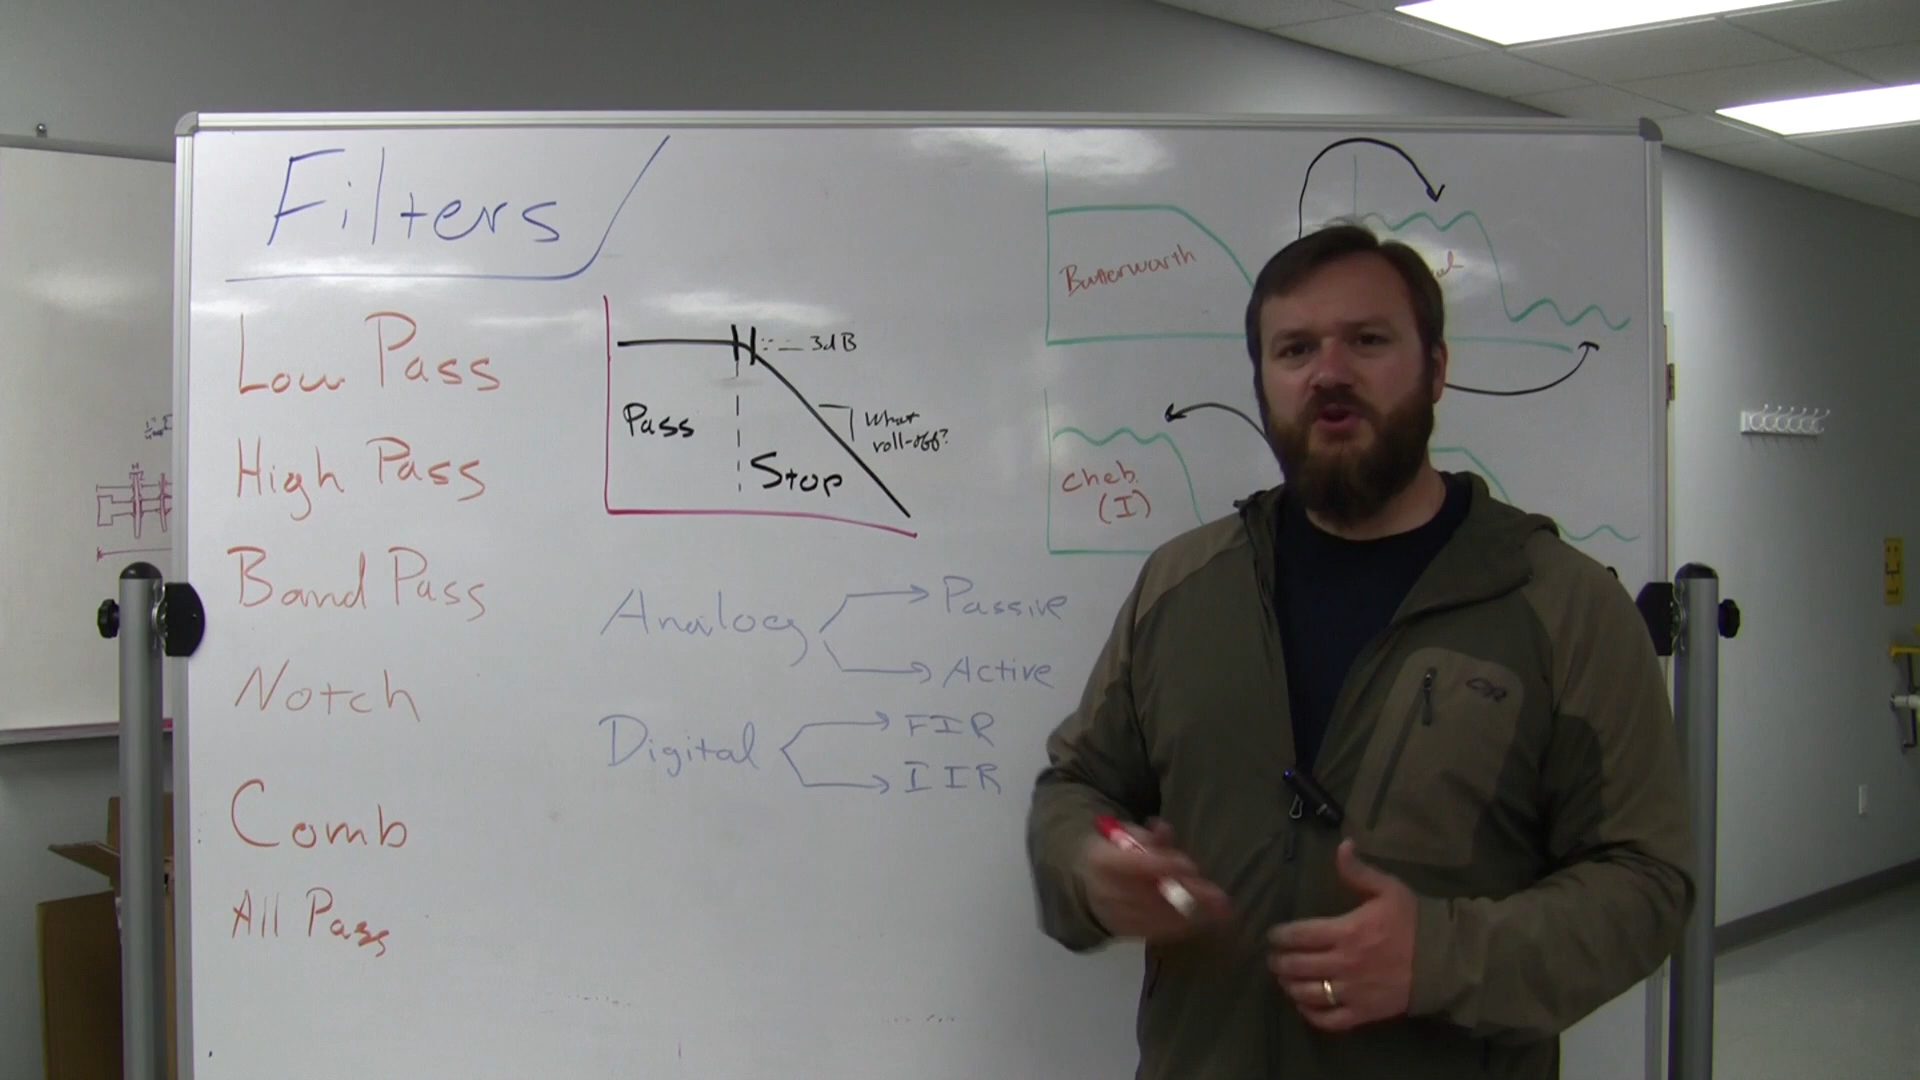 Filters
Low Pass
High Pass
Band Pass
Notch
Comb
All Pass
3dB
Pass
Stop
What
roll-off?
Analog
Passive
Active
Digital
FIR
IIR
Butterworth
Cheb.
(I)